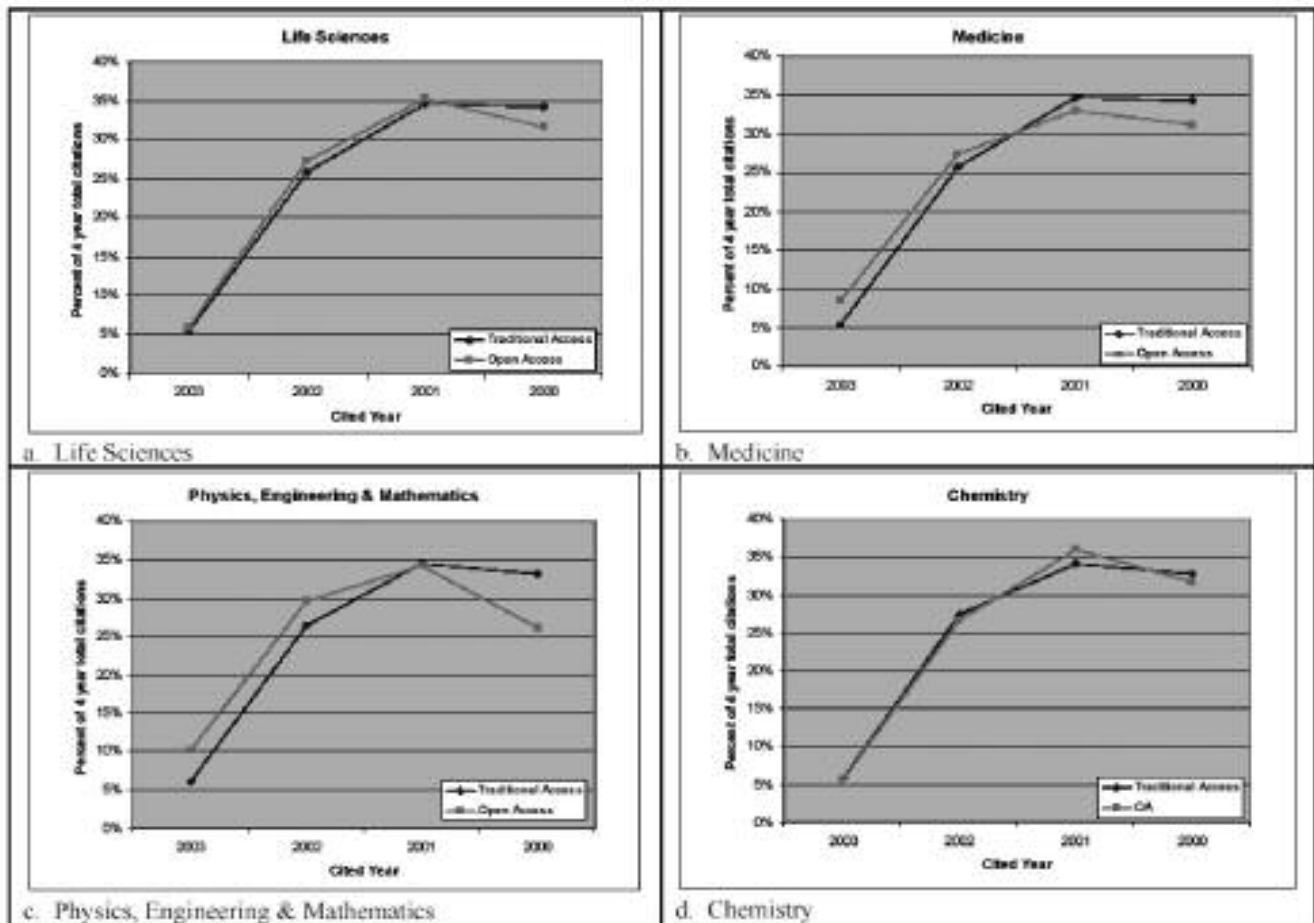 Life Sciences
Percent of 4 year total citations
40%
35%
30%
25%
20%
15%
10%
5%
0%
Traditional Access
Open Access
2003 2002 2001 2000
Cited Year
a. Life Sciences
Medicine
Percent of 4 year total citations
40%
35%
30%
25%
20%
15%
10%
5%
0%
Traditional Access
Open Access
2003 2002 2001 2000
Cited Year
b. Medicine
Physics, Engineering & Mathematics
Percent of 4 year total citations
40%
35%
30%
25%
20%
15%
10%
5%
0%
Traditional Access
Open Access
2003 2002 2001 2000
Cited Year
c. Physics, Engineering & Mathematics
Chemistry
Percent of 4 year total citations
40%
35%
30%
25%
20%
15%
10%
5%
0%
Traditional Access
OA
2003 2002 2001 2000
Cited Year
d. Chemistry